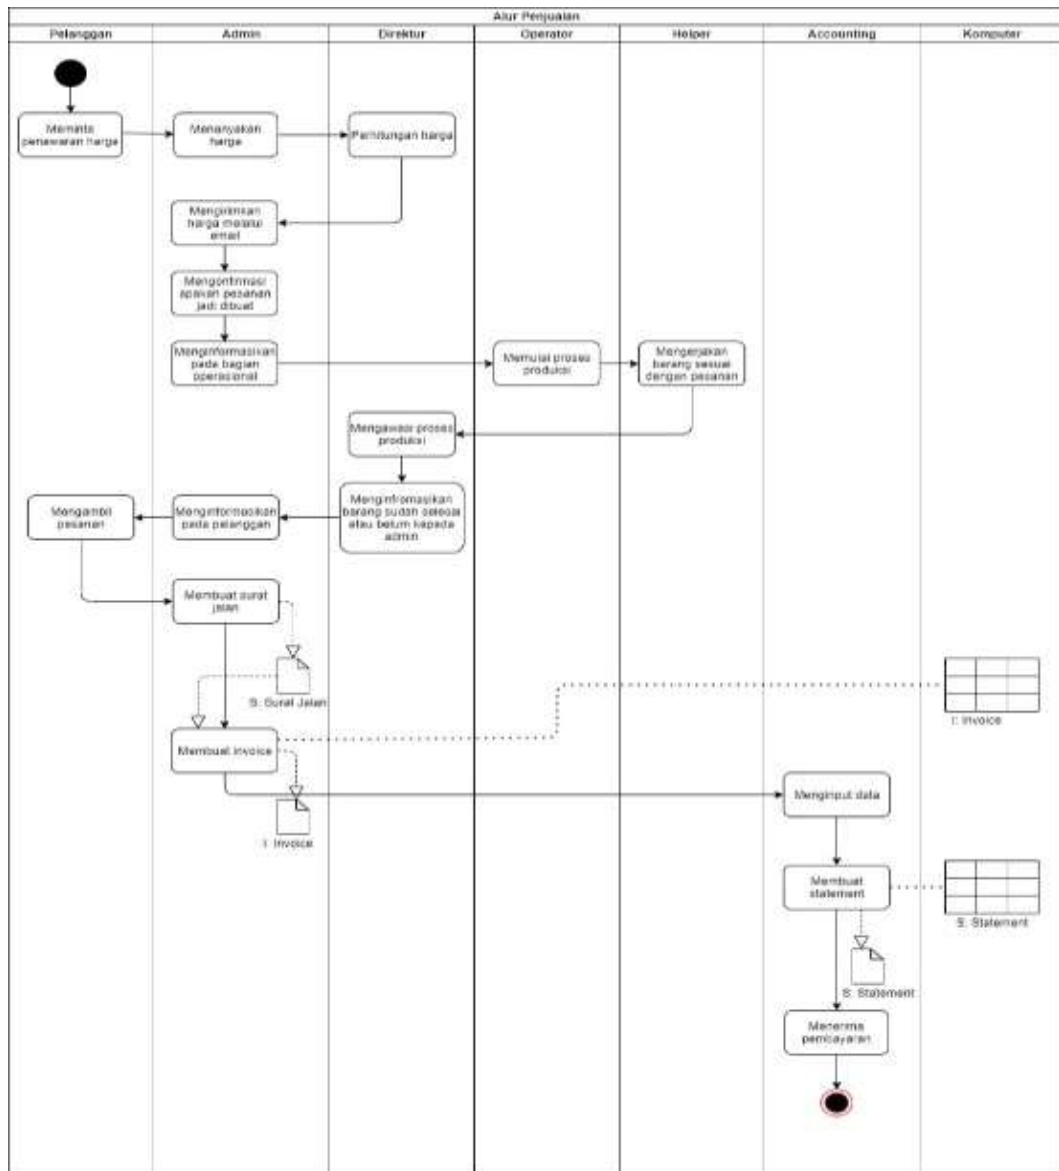 Alur Penjualan
Pelanggan
Admin
Direktur
Operator
Helper
Accounting
Komputer
Meminta
penawaran harga
Menanyakan
harga
Perhitungan harga
Mengirimkan
harga melalui
email
Mengonfirmasi
apakah pesanan
jadi dibuat
Menginformasikan
pada bagian
operasional
Memulai proses
produksi
Mengerjakan
barang sesuai
dengan pesanan
Mengawasi proses
produksi
Mengambil
pesanan
Menginformasikan
pada pelanggan
Menginfromasikan
barang sudah selesai
atau belum kepada
admin
Membuat surat
jalan
S: Surat Jalan
I: Invoice
Membuat invoice
Menginput data
I: Invoice
Membuat
statement
S: Statement
S: Statement
Menerima
pembayaran